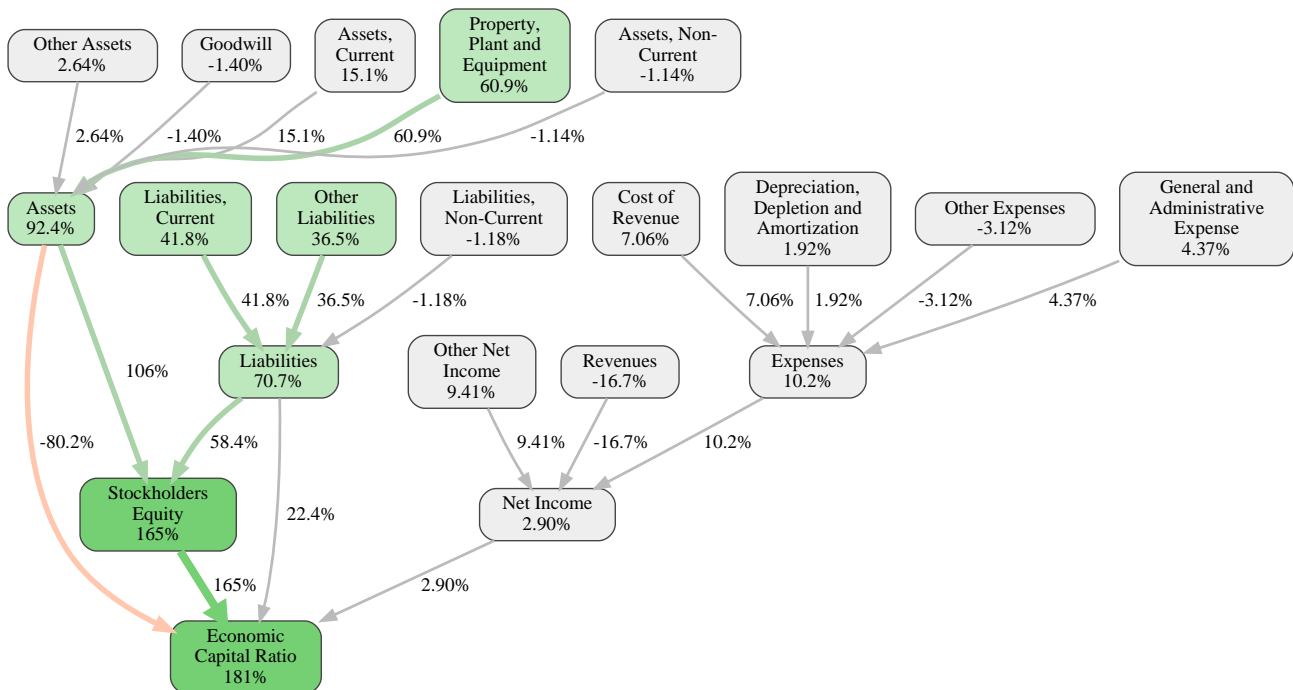 Other Assets
2.64%
Goodwill
-1.40%
Assets,
Current
15.1%
Property,
Plant and
Equipment
60.9%
Assets, Non-
Current
-1.14%
2.64%
-1.40%
15.1%
60.9%
-1.14%
Assets
92.4%
Liabilities,
Current
41.8%
Other
Liabilities
36.5%
Liabilities,
Non-Current
-1.18%
Cost of
Revenue
7.06%
Depreciation,
Depletion and
Amortization
1.92%
Other Expenses
-3.12%
General and
Administrative
Expense
4.37%
41.8%
36.5%
-1.18%
7.06%
1.92%
-3.12%
4.37%
106%
Liabilities
70.7%
Other Net
Income
9.41%
Revenues
-16.7%
Expenses
10.2%
-80.2%
58.4%
9.41%
-16.7%
10.2%
Stockholders
Equity
165%
22.4%
Net Income
2.90%
165%
2.90%
Economic
Capital Ratio
181%